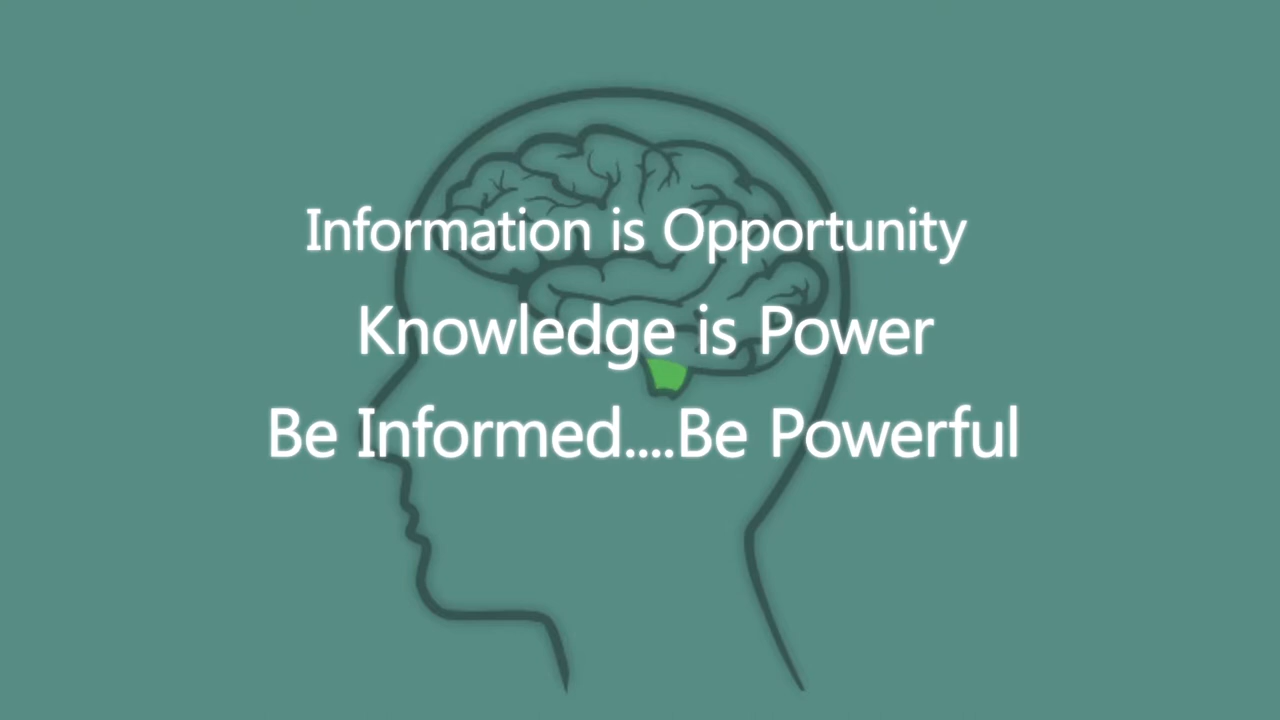 Information is Opportunity
Knowledge is Power
Be Informed....Be Powerful